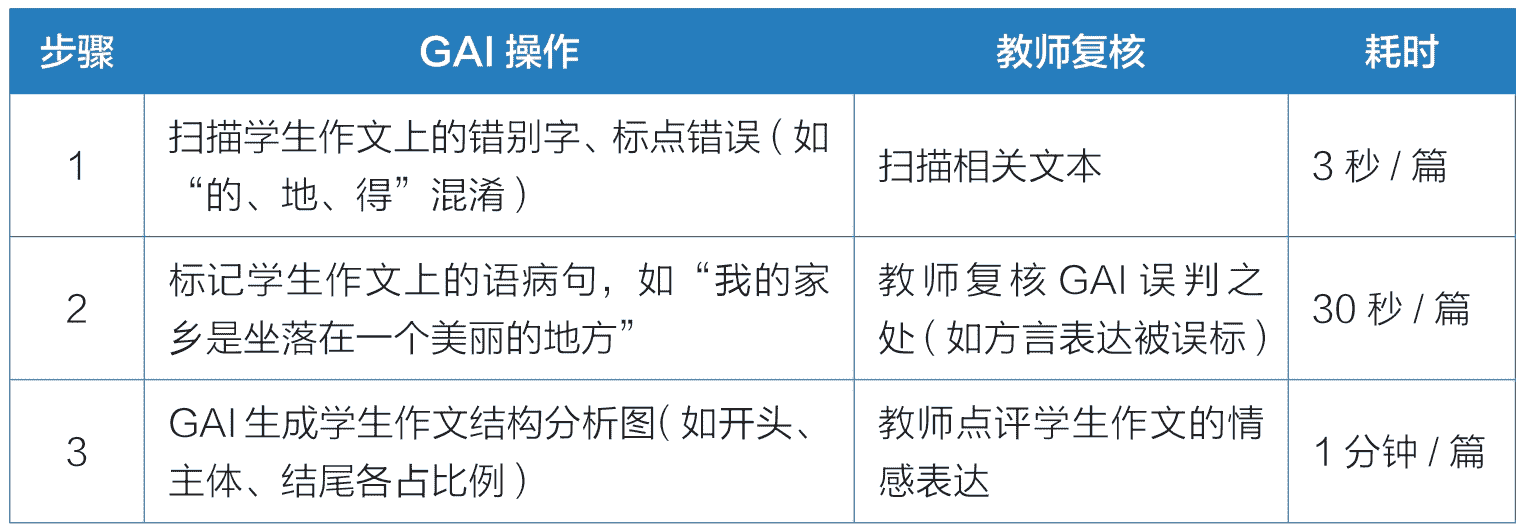 步骤 GAI 操作 教师复核 耗时
1 扫描学生作文上的错别字、标点错误（如“的、地、得”混淆） 扫描相关文本 3 秒 / 篇
2 标记学生作文上的语病句，如“我的家乡是坐落在一个美丽的地方” 教师复核 GAI 误判之处（如方言表达被误标） 30 秒 / 篇
3 GAI 生成学生作文结构分析图（如开头、主体、结尾各占比例） 教师点评学生作文的情感表达 1 分钟 / 篇